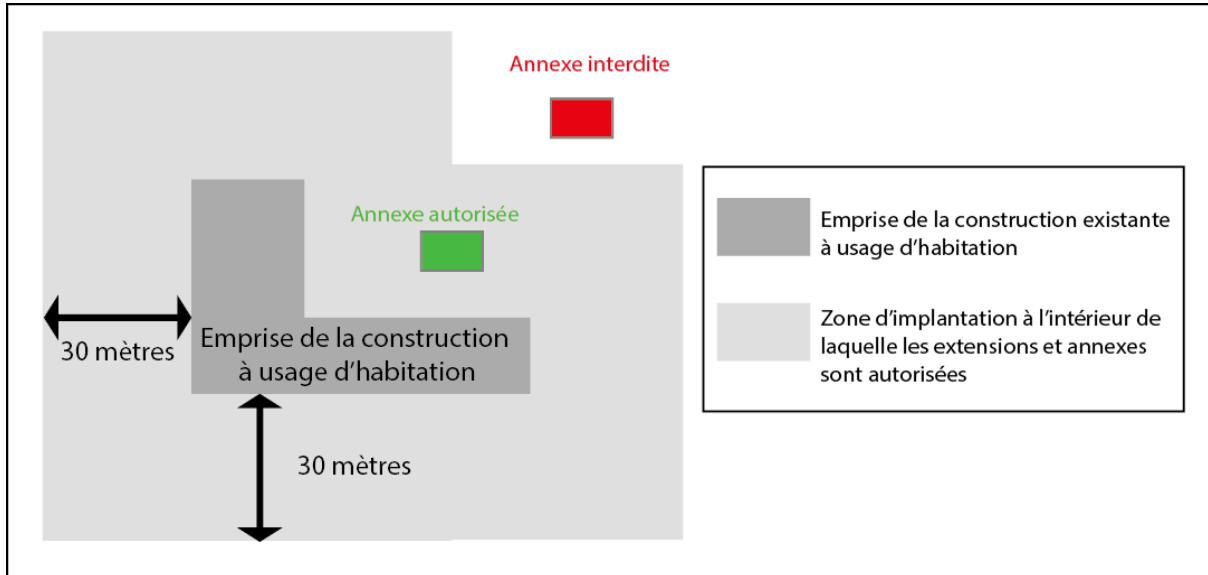 Annexe interdite
Annexe autorisée
30 mètres
Emprise de la construction
à usage d'habitation
30 mètres
Emprise de la construction existante
à usage d'habitation
Zone d'implantation à l'intérieur de
laquelle les extensions et annexes
sont autorisées